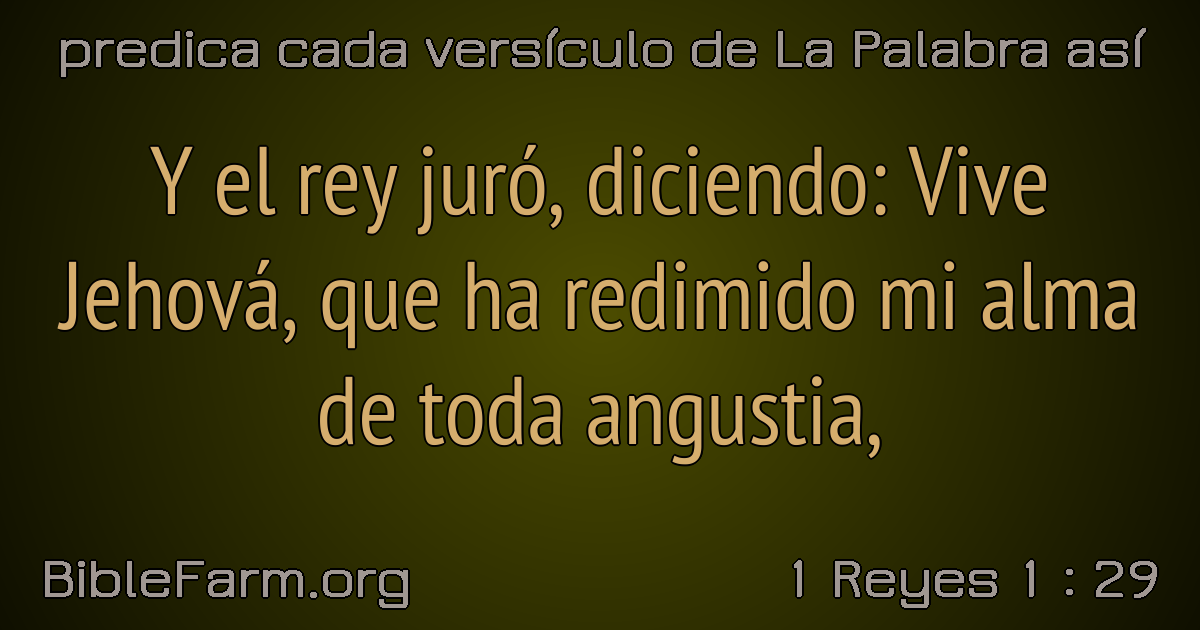 predica cada versículo de La Palabra así
Y el rey juró, diciendo: Vive
Jehová, que ha redimido mi alma
de toda angustia,
BibleFarm.org
1 Reyes 1 : 29